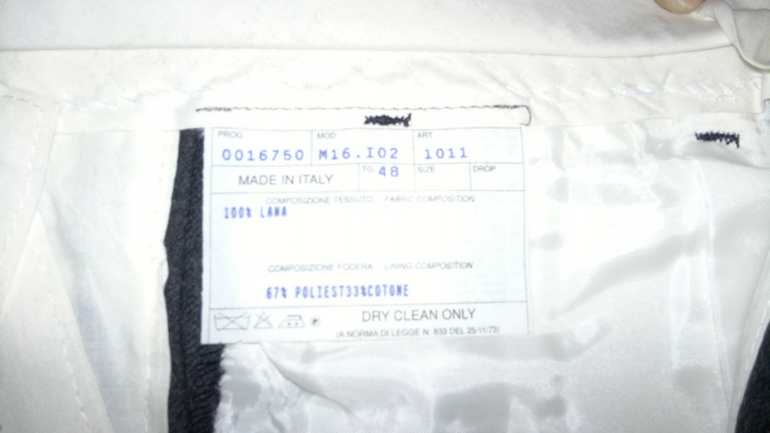 PROG. MOD. ART.
0016750 M16.I02 1011
MADE IN ITALY TG. 48 SIZE DROP
COMPOSIZIONE TESSUTO - FABRIC COMPOSITION
100% LANA
COMPOSIZIONE FODERA - LINING COMPOSITION
67% POLIEST33%COTONE
DRY CLEAN ONLY
(A NORMA DI LEGGE N. 833 DEL 25/11/73)